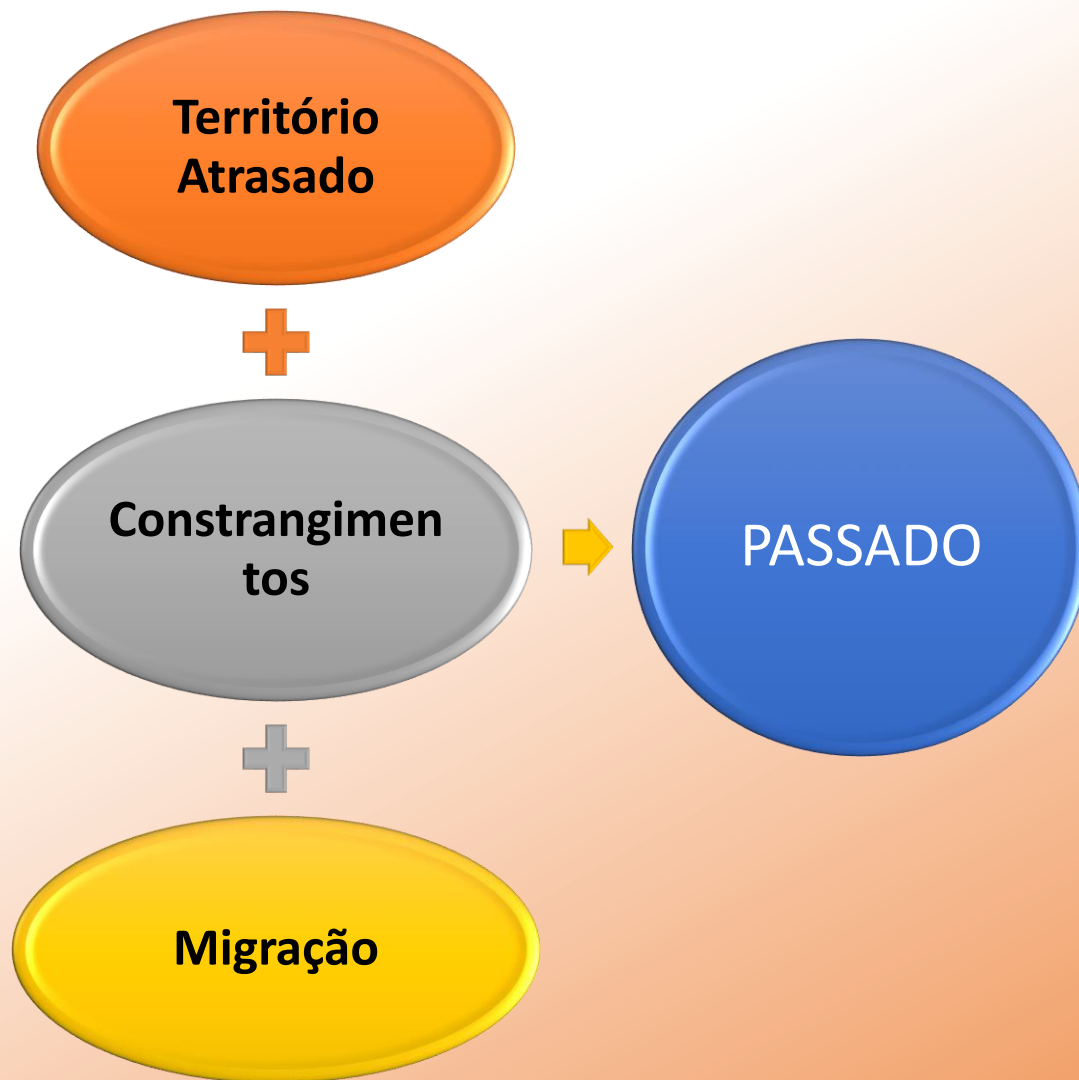 Território
Atrasado
Constrangimen
tos
PASSADO
Migração